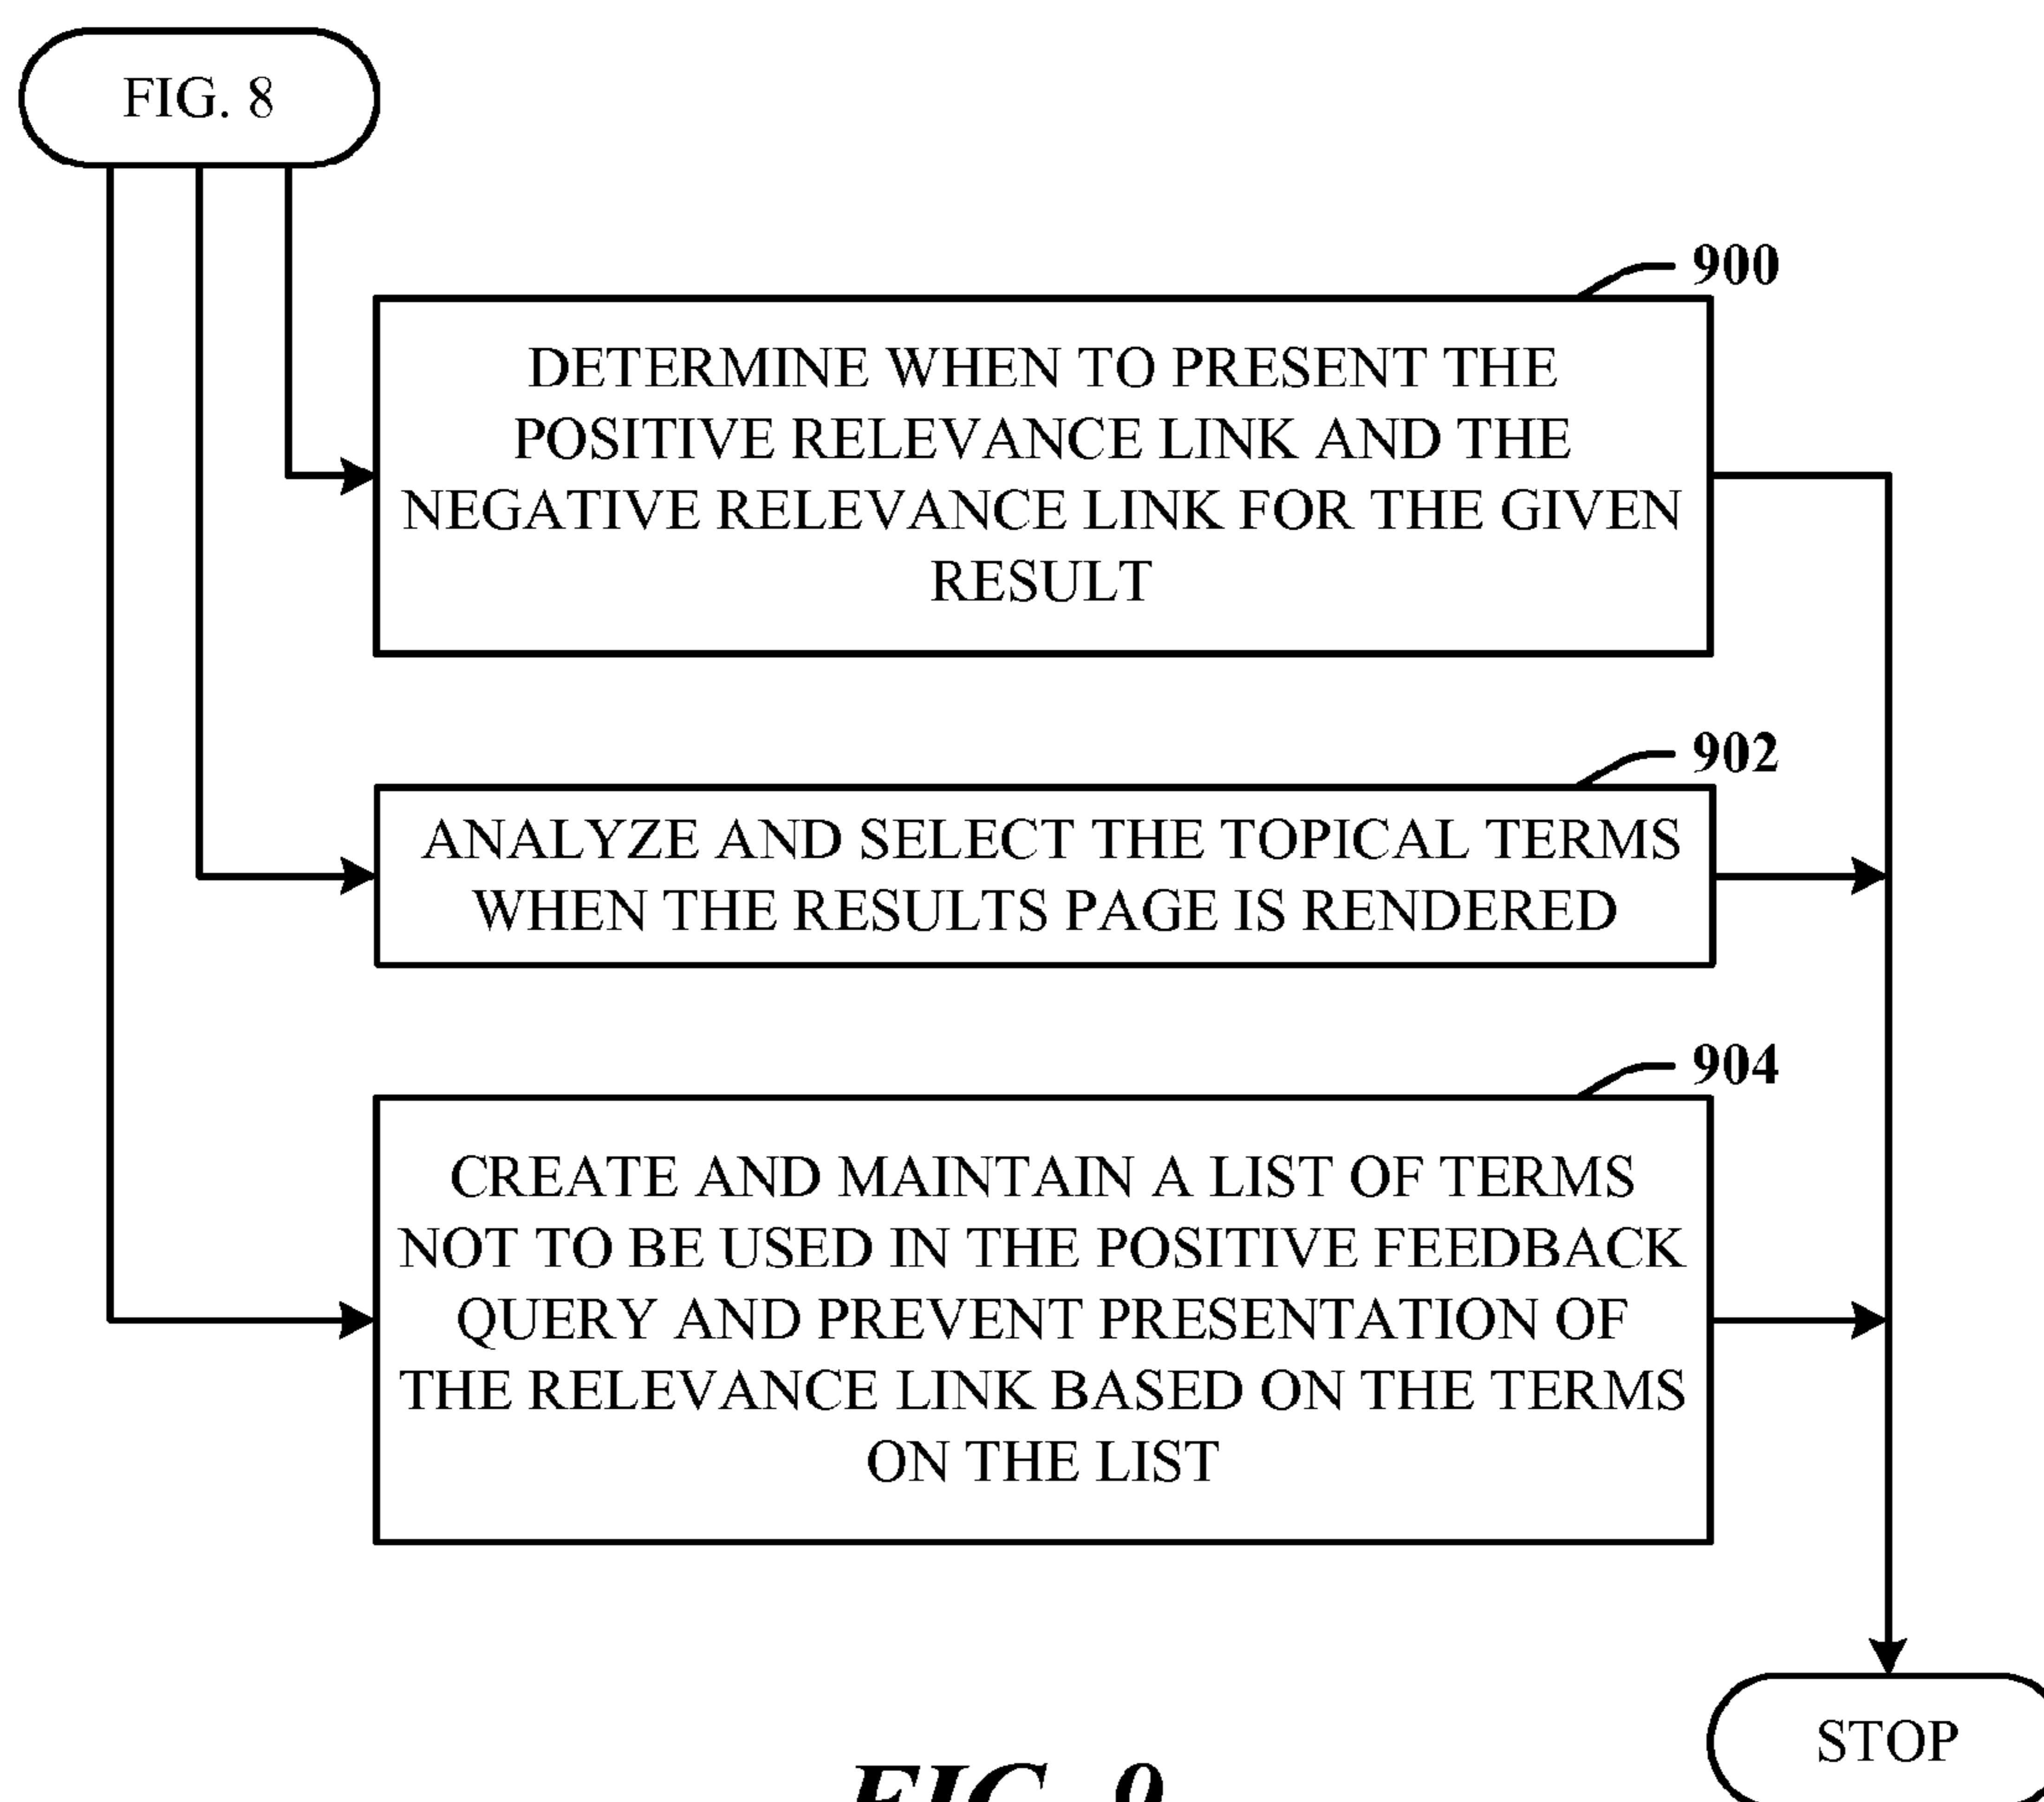 FIG. 8
900
DETERMINE WHEN TO PRESENT THE
POSITIVE RELEVANCE LINK AND THE
NEGATIVE RELEVANCE LINK FOR THE GIVEN
RESULT
902
ANALYZE AND SELECT THE TOPICAL TERMS
WHEN THE RESULTS PAGE IS RENDERED
904
CREATE AND MAINTAIN A LIST OF TERMS
NOT TO BE USED IN THE POSITIVE FEEDBACK
QUERY AND PREVENT PRESENTATION OF
THE RELEVANCE LINK BASED ON THE TERMS
ON THE LIST
STOP
FIG. 9